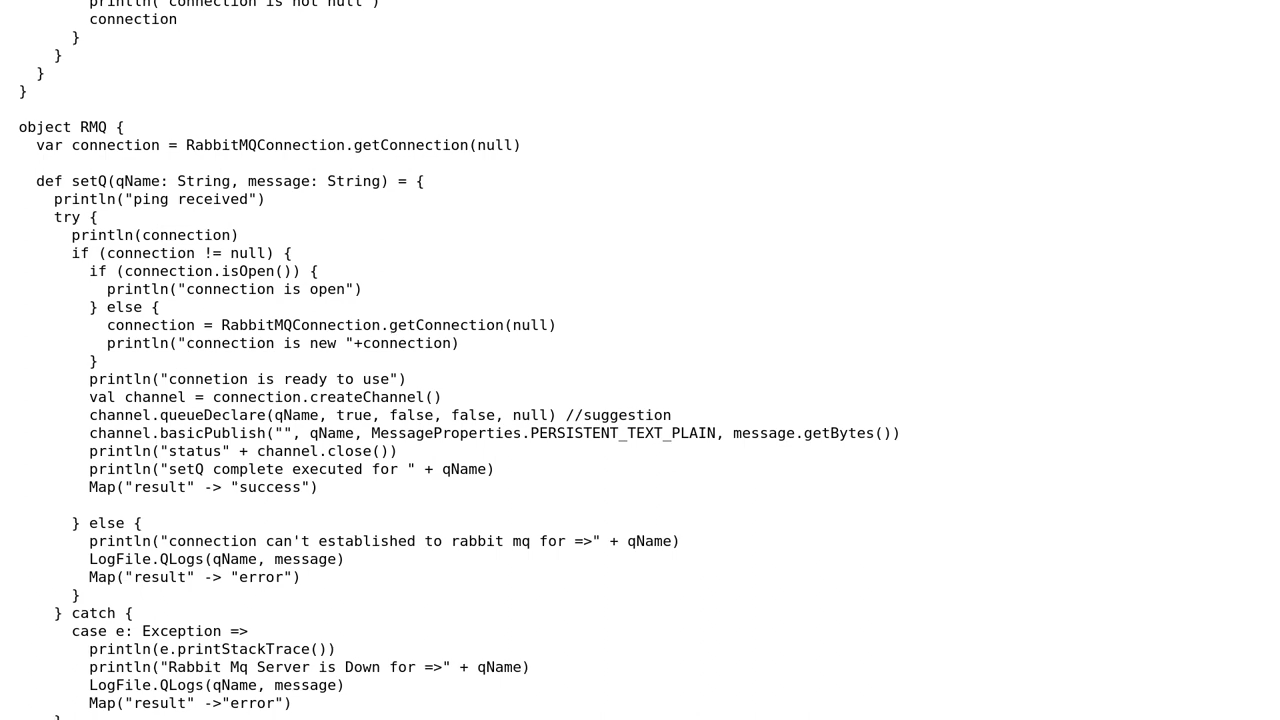 println("connection is not null")
connection
}
}
}
}
object RMQ {
var connection = RabbitMQConnection.getConnection(null)
def setQ(qName: String, message: String) = {
println("ping received")
try {
println(connection)
if (connection != null) {
if (connection.isOpen()) {
println("connection is open")
} else {
connection = RabbitMQConnection.getConnection(null)
println("connection is new "+connection)
}
println("connetion is ready to use")
val channel = connection.createChannel()
channel.queueDeclare(qName, true, false, false, null) //suggestion
channel.basicPublish("", qName, MessageProperties.PERSISTENT_TEXT_PLAIN, message.getBytes())
println("status" + channel.close())
println("setQ complete executed for " + qName)
Map("result" -> "success")
} else {
println("connection can't established to rabbit mq for =>" + qName)
LogFile.QLogs(qName, message)
Map("result" -> "error")
}
} catch {
case e: Exception =>
println(e.printStackTrace())
println("Rabbit Mq Server is Down for =>" + qName)
LogFile.QLogs(qName, message)
Map("result" ->"error")
}